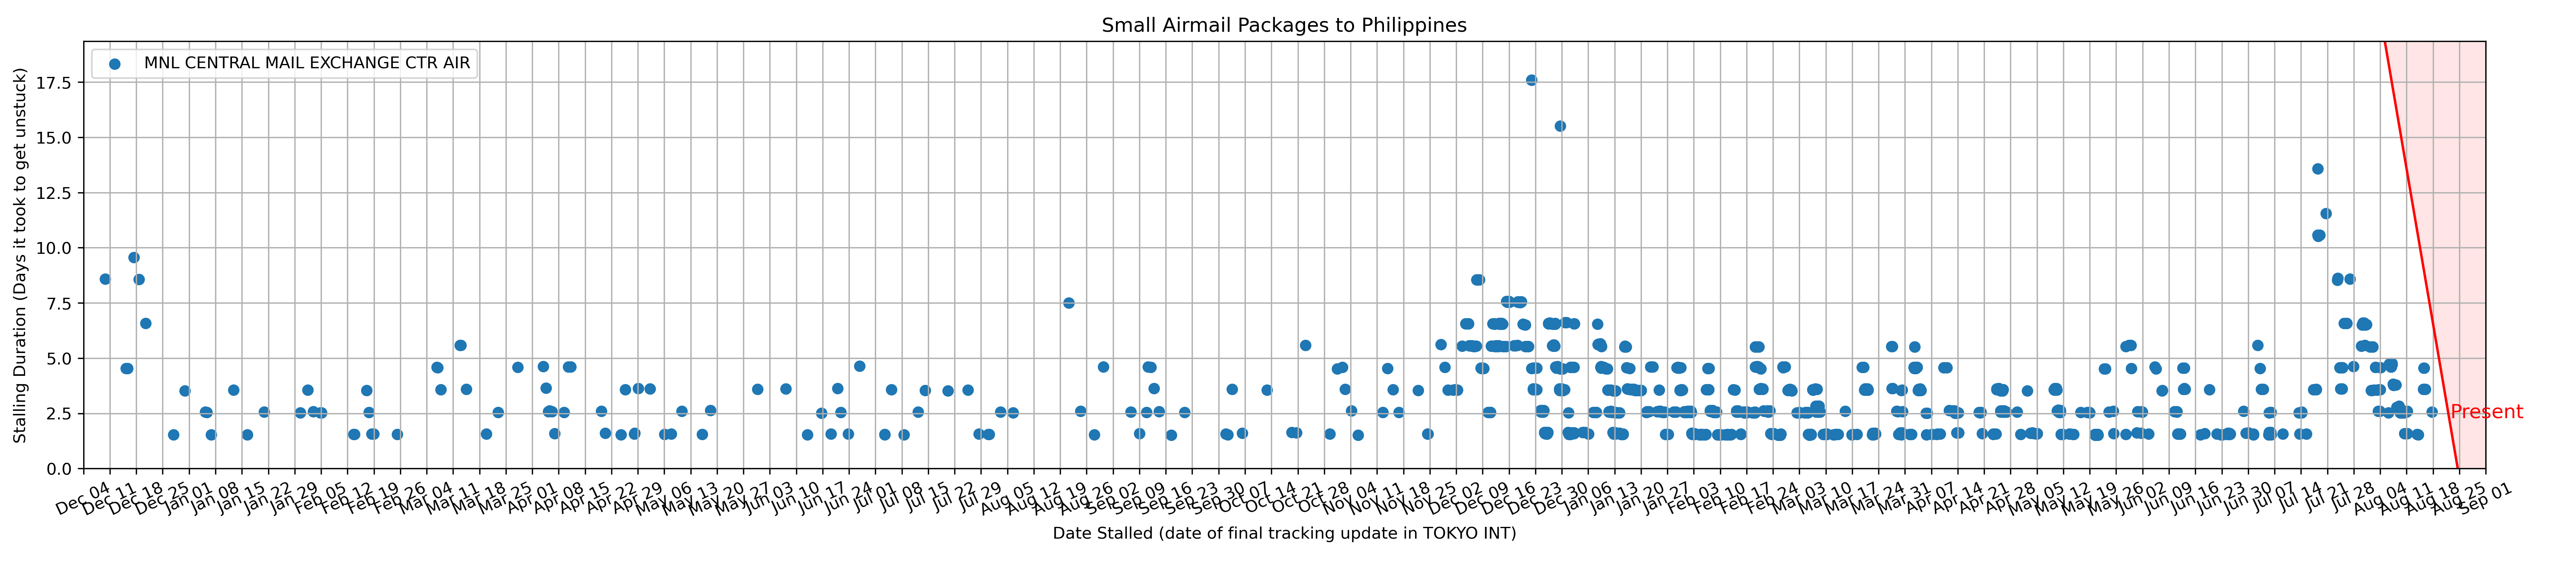 Small Airmail Packages to Philippines
MNL CENTRAL MAIL EXCHANGE CTR AIR
Stalling Duration (Days it took to get unstuck)
17.5
15.0
12.5
10.0
7.5
5.0
2.5
0.0
Present
Dec 04
Dec 11
Dec 18
Dec 25
Jan 01
Jan 08
Jan 15
Jan 22
Jan 29
Feb 05
Feb 12
Feb 19
Feb 26
Mar 04
Mar 11
Mar 18
Mar 25
Apr 01
Apr 08
Apr 15
Apr 22
Apr 29
May 06
May 13
May 20
May 27
Jun 03
Jun 10
Jun 17
Jun 24
Jul 01
Jul 08
Jul 15
Jul 22
Jul 29
Aug 05
Aug 12
Aug 19
Aug 26
Sep 02
Sep 09
Sep 16
Sep 23
Sep 30
Oct 07
Oct 14
Oct 21
Oct 28
Nov 04
Nov 11
Nov 18
Nov 25
Dec 02
Dec 09
Dec 16
Dec 23
Dec 30
Jan 06
Jan 13
Jan 20
Jan 27
Feb 03
Feb 10
Feb 17
Feb 24
Mar 03
Mar 10
Mar 17
Mar 24
Mar 31
Apr 07
Apr 14
Apr 21
Apr 28
May 05
May 12
May 19
May 26
Jun 02
Jun 09
Jun 16
Jun 23
Jun 30
Jul 07
Jul 14
Jul 21
Jul 28
Aug 04
Aug 11
Aug 18
Aug 25
Sep 01
Date Stalled (date of final tracking update in TOKYO INT)